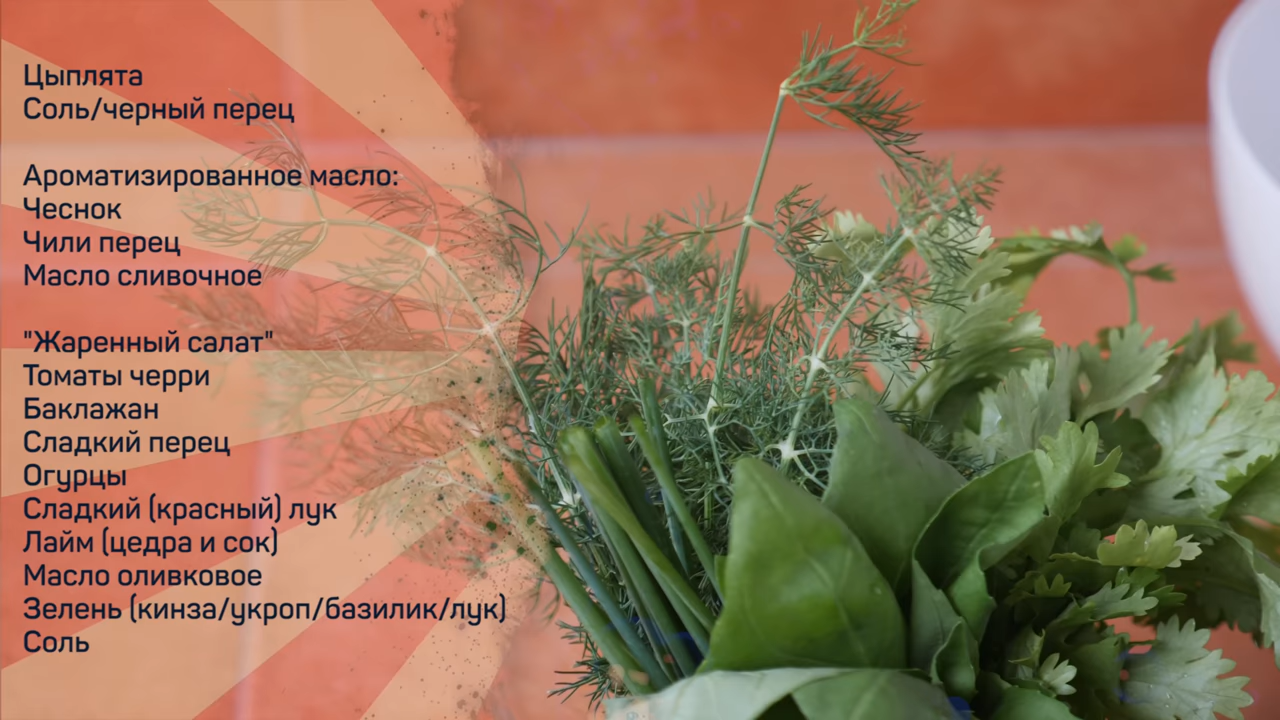 Цыплята
Соль/черный перец
Ароматизированное масло:
Чеснок
Чили перец
Масло сливочное
"Жаренный салат"
Томаты черри
Баклажан
Сладкий перец
Огурцы
Сладкий (красный) лук
Лайм (цедра и сок)
Масло оливковое
Зелень (кинза/укроп/базилик/лук)
Соль